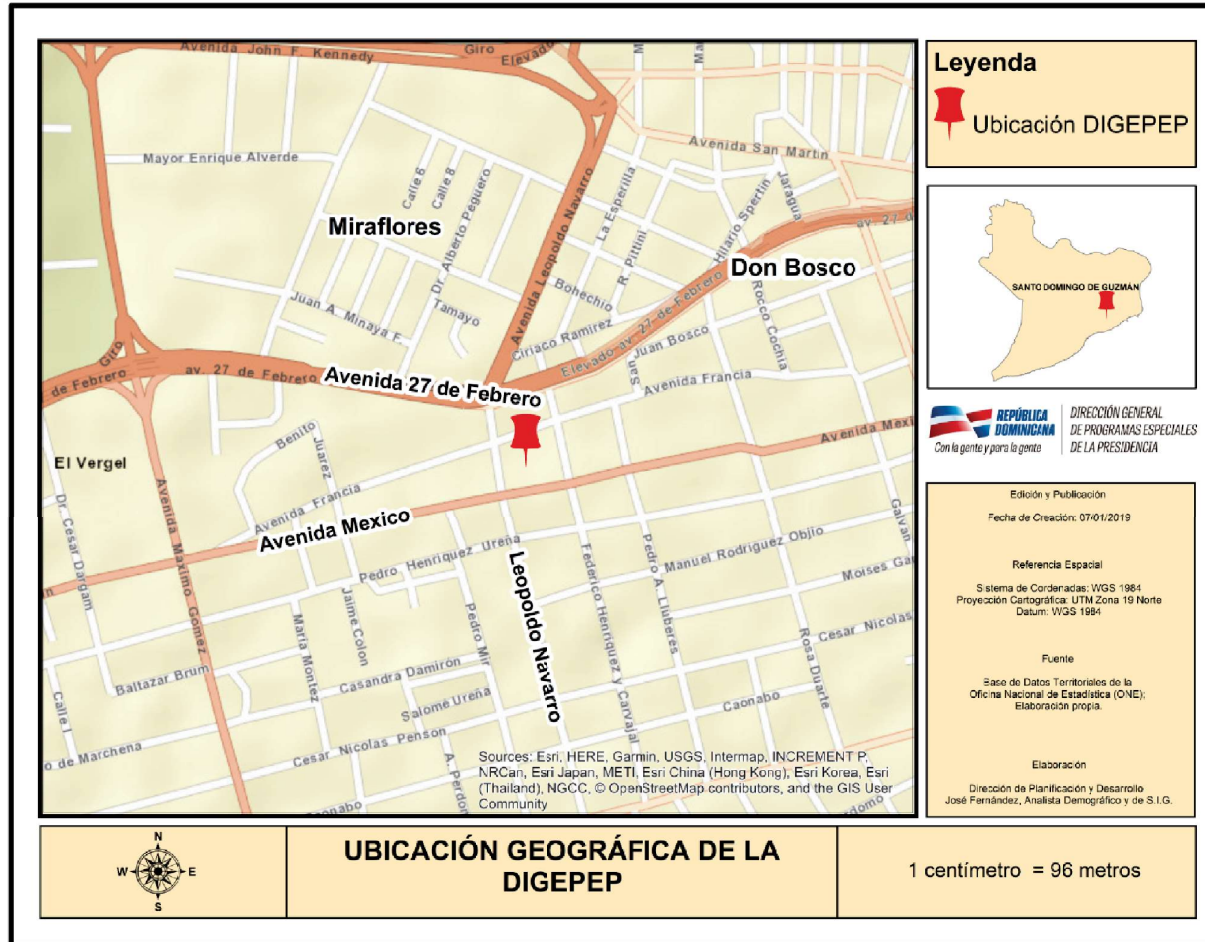 Avenida John F. Kennedy
Giro
Elevado
Mayor Enrique Alverde
Calle 6
Calle 8
Dr. Alberto Peguero
Miraflores
Avenida Leopoldo Navarro
La Esperilla
R. Pittini
Avenida San Martin
Hilario Spertin
Jaragua
av. 27 d
Don Bosco
Bohechio
Juan A. Minaya F.
Tamayo
Ciriaco Ramirez
Elevado av. 27 de Febrero
Juan Bosco
Rocco Cochia
San Jues
Giro
de Febrero
av. 27 de Febrero
Avenida 27 de Febrero
Avenida Francia
Avenida Mexi
Benito Juarez
El Vergel
Avenida Francia
Avenida Mexico
Dr. Cesar Dargam
Avenida Maximo Gomez
Pedro Henriquez Ureña
Manuel Rodriguez Objio
Galvan
Moises Ga
Leopoldo Navarro
Federico Henriquez y Carvajal
Pedro A. Lluberes
Jaime Colon
Maria Montez
Pedro Mir
Rosa Duarte
Cesar Nicolas
Baltazar Brum
Casandra Damirón
Salome Ureña
Caonabo
Calle I
o de Marchena
Cesar Nicolas Penson
A. Perdon
onabo
rdomo
Sources: Esri, HERE, Garmin, USGS, Intermap, INCREMENT P,
NRCan, Esri Japan, METI, Esri China (Hong Kong), Esri Korea, Esri
(Thailand), NGCC, © OpenStreetMap contributors, and the GIS User
Community
Leyenda
Ubicación DIGEPEP
SANTO DOMINGO DE GUZMÁN
REPÚBLICA
DOMINICANA
Con la gente y para la gente
DIRECCIÓN GENERAL
DE PROGRAMAS ESPECIALES
DE LA PRESIDENCIA
Edición y Publicación
Fecha de Creación: 07/01/2019
Referencia Espacial
Sistema de Cordenadas: WGS 1984
Proyección Cartográfica: UTM Zona 19 Norte
Datum: WGS 1984
Fuente
Base de Datos Territoriales de la
Oficina Nacional de Estadística (ONE);
Elaboración propia.
Elaboración
Dirección de Planificación y Desarrollo
José Fernández, Analista Demográfico y de S.I.G.
N
W
E
S
UBICACIÓN GEOGRÁFICA DE LA
DIGEPEP
1 centímetro = 96 metros